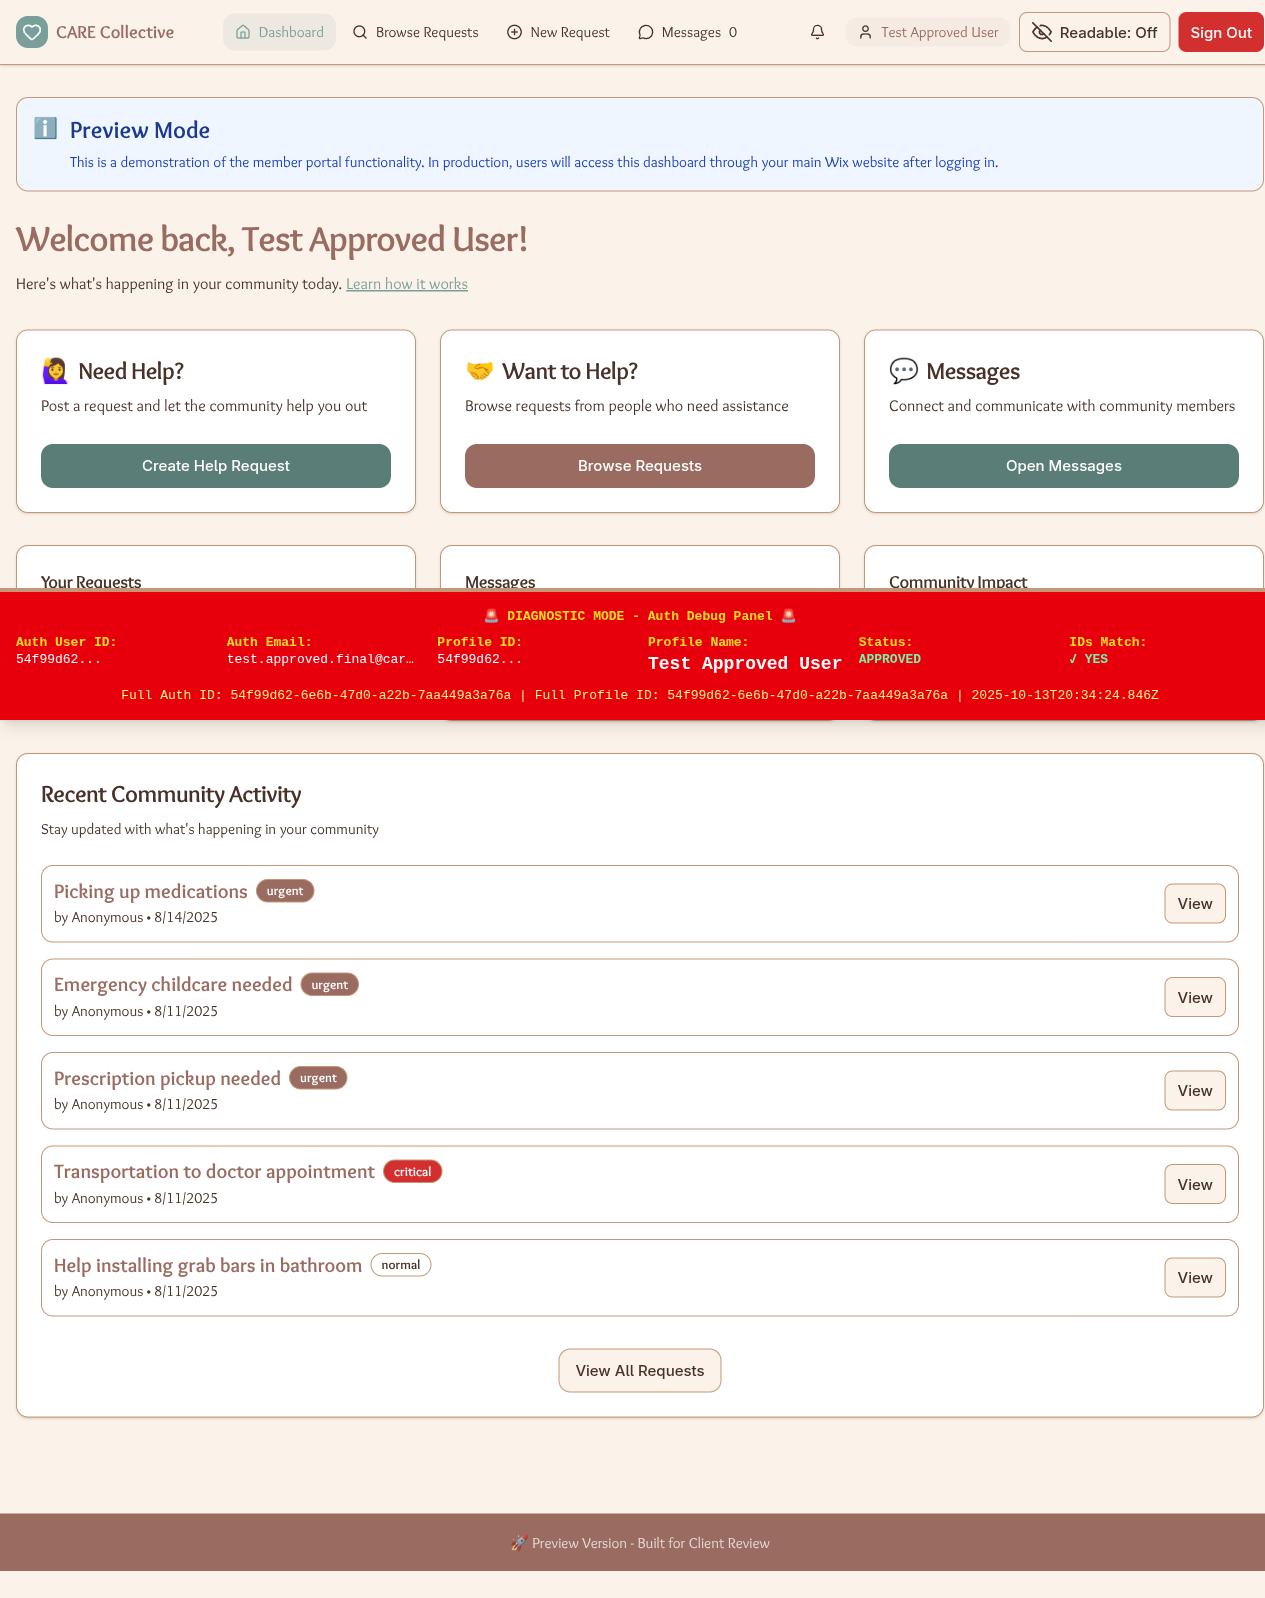 CARE Collective
Dashboard
Browse Requests
New Request
Messages 0
Test Approved User
Readable: Off
Sign Out
Preview Mode
This is a demonstration of the member portal functionality. In production, users will access this dashboard through your main Wix website after logging in.
Welcome back, Test Approved User!
Here's what's happening in your community today. Learn how it works
Need Help?
Post a request and let the community help you out
Create Help Request
Want to Help?
Browse requests from people who need assistance
Browse Requests
Messages
Connect and communicate with community members
Open Messages
Your Requests
Messages
Community Impact
🚨 DIAGNOSTIC MODE - Auth Debug Panel 🚨
Auth User ID:
54f99d62...
Auth Email:
test.approved.final@car…
Profile ID:
54f99d62...
Profile Name:
Test Approved User
Status:
APPROVED
IDs Match:
✓ YES
Full Auth ID: 54f99d62-6e6b-47d0-a22b-7aa449a3a76a | Full Profile ID: 54f99d62-6e6b-47d0-a22b-7aa449a3a76a | 2025-10-13T20:34:24.846Z
Recent Community Activity
Stay updated with what's happening in your community
Picking up medications urgent
by Anonymous • 8/14/2025
View
Emergency childcare needed urgent
by Anonymous • 8/11/2025
View
Prescription pickup needed urgent
by Anonymous • 8/11/2025
View
Transportation to doctor appointment critical
by Anonymous • 8/11/2025
View
Help installing grab bars in bathroom normal
by Anonymous • 8/11/2025
View
View All Requests
🚀 Preview Version - Built for Client Review